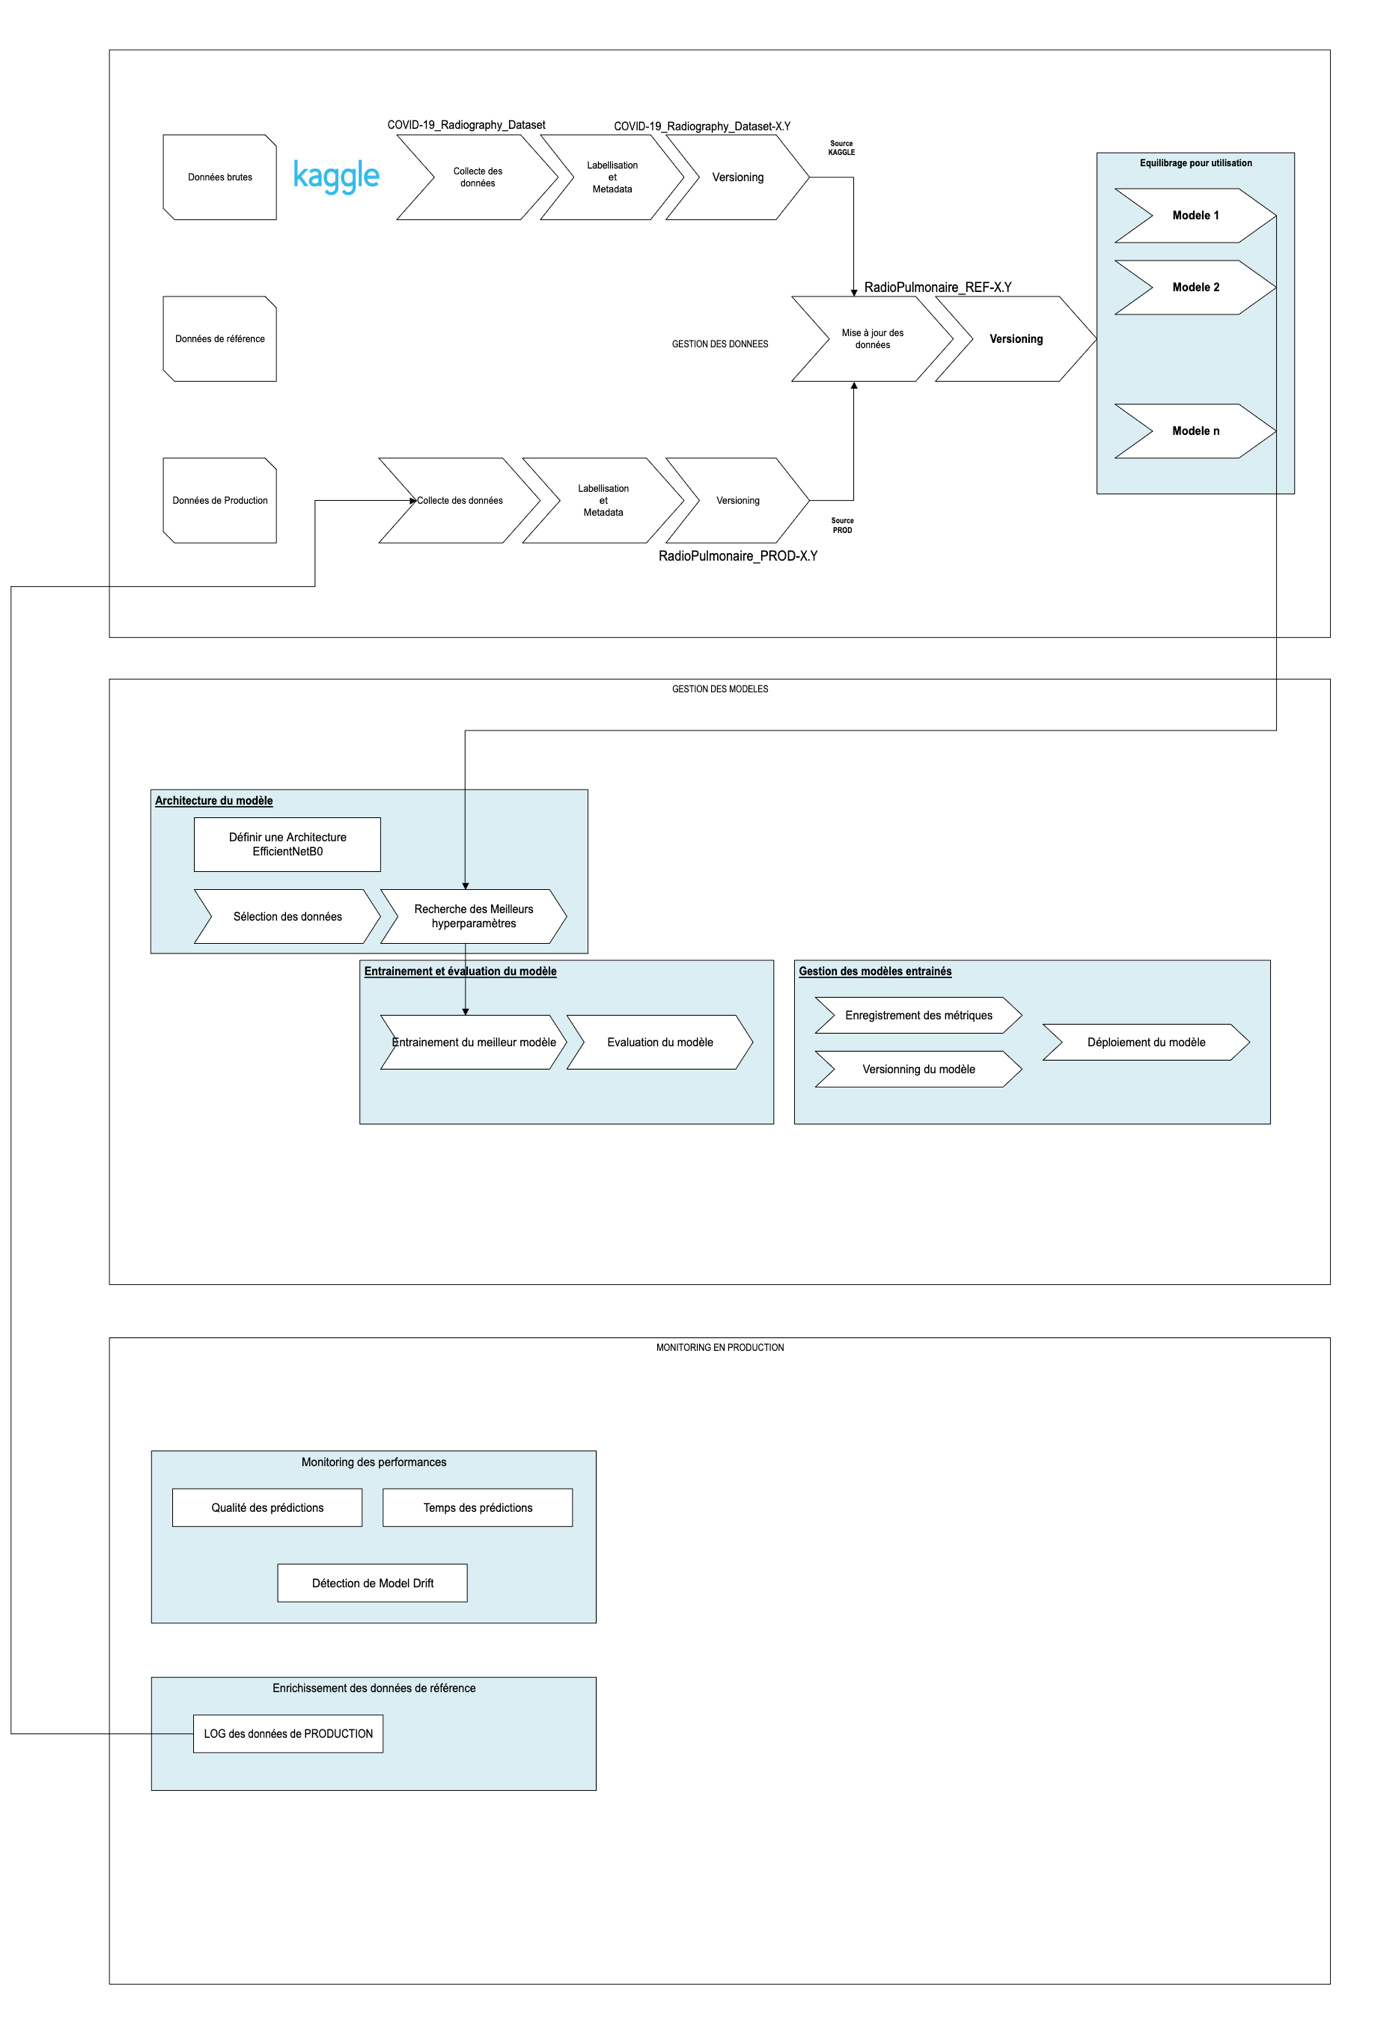 COVID-19_Radiography_Dataset
COVID-19_Radiography_Dataset-X.Y
Données brutes
kaggle
Collecte des
données
Labellisation
et
Metadata
Versioning
Source
KAGGLE
Equilibrage pour utilisation
Modele 1
Modele 2
Modele n
Données de référence
GESTION DES DONNEES
RadioPulmonaire_REF-X.Y
Mise à jour des
données
Versioning
Données de Production
Collecte des données
Labellisation
et
Metadata
Versioning
Source
PROD
RadioPulmonaire_PROD-X.Y
GESTION DES MODELES
Architecture du modèle
Définir une Architecture
EfficientNetB0
Sélection des données
Recherche des Meilleurs
hyperparamètres
Entrainement et évaluation du modèle
Entrainement du meilleur modèle
Evaluation du modèle
Gestion des modèles entrainés
Enregistrement des métriques
Versionning du modèle
Déploiement du modèle
MONITORING EN PRODUCTION
Monitoring des performances
Qualité des prédictions
Temps des prédictions
Détection de Model Drift
Enrichissement des données de référence
LOG des données de PRODUCTION